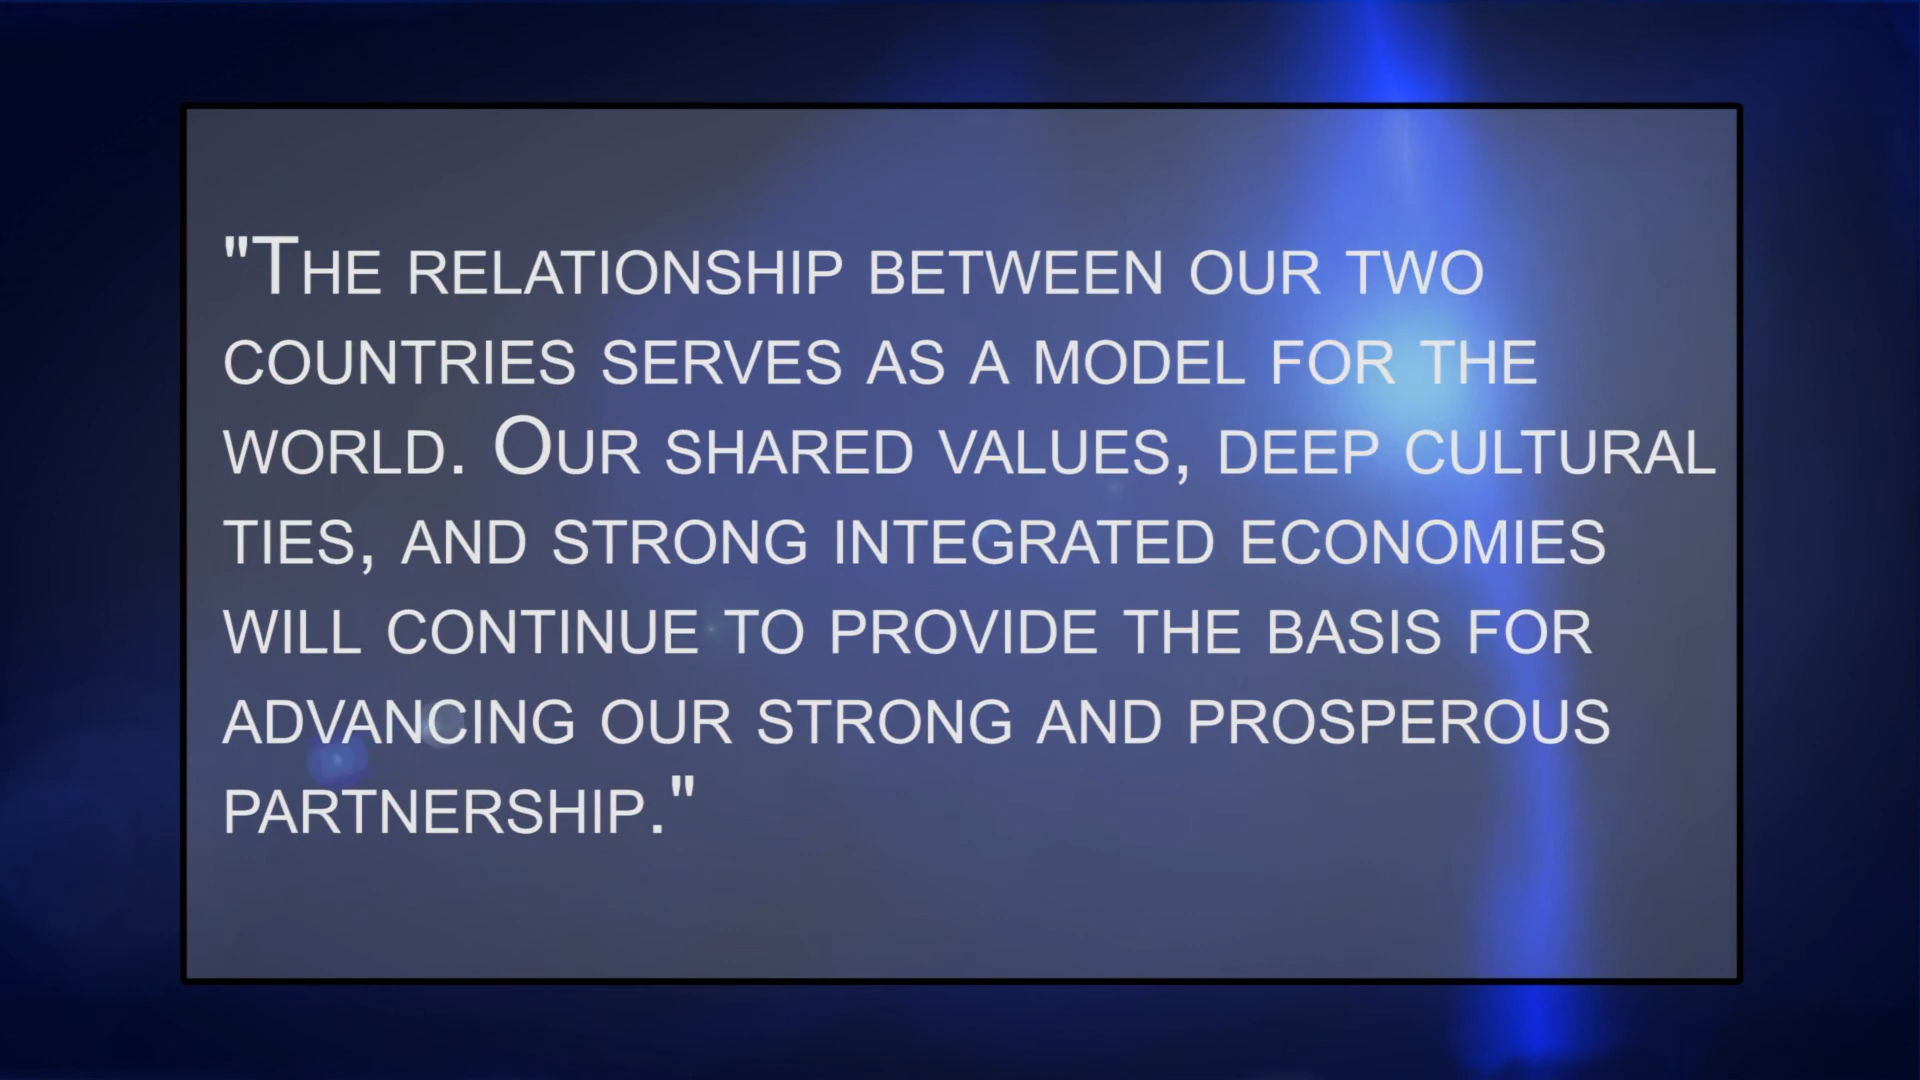 "The relationship between our two
countries serves as a model for the
world. Our shared values, deep cultural
ties, and strong integrated economies
will continue to provide the basis for
advancing our strong and prosperous
partnership."